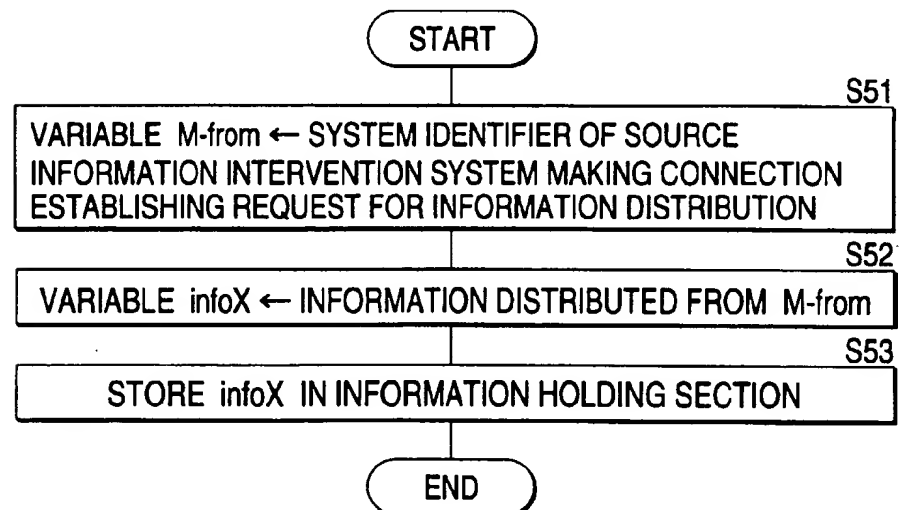 START
S51
VARIABLE M-from ← SYSTEM IDENTIFIER OF SOURCE
INFORMATION INTERVENTION SYSTEM MAKING CONNECTION
ESTABLISHING REQUEST FOR INFORMATION DISTRIBUTION
S52
VARIABLE infoX ← INFORMATION DISTRIBUTED FROM M-from
S53
STORE infoX IN INFORMATION HOLDING SECTION
END